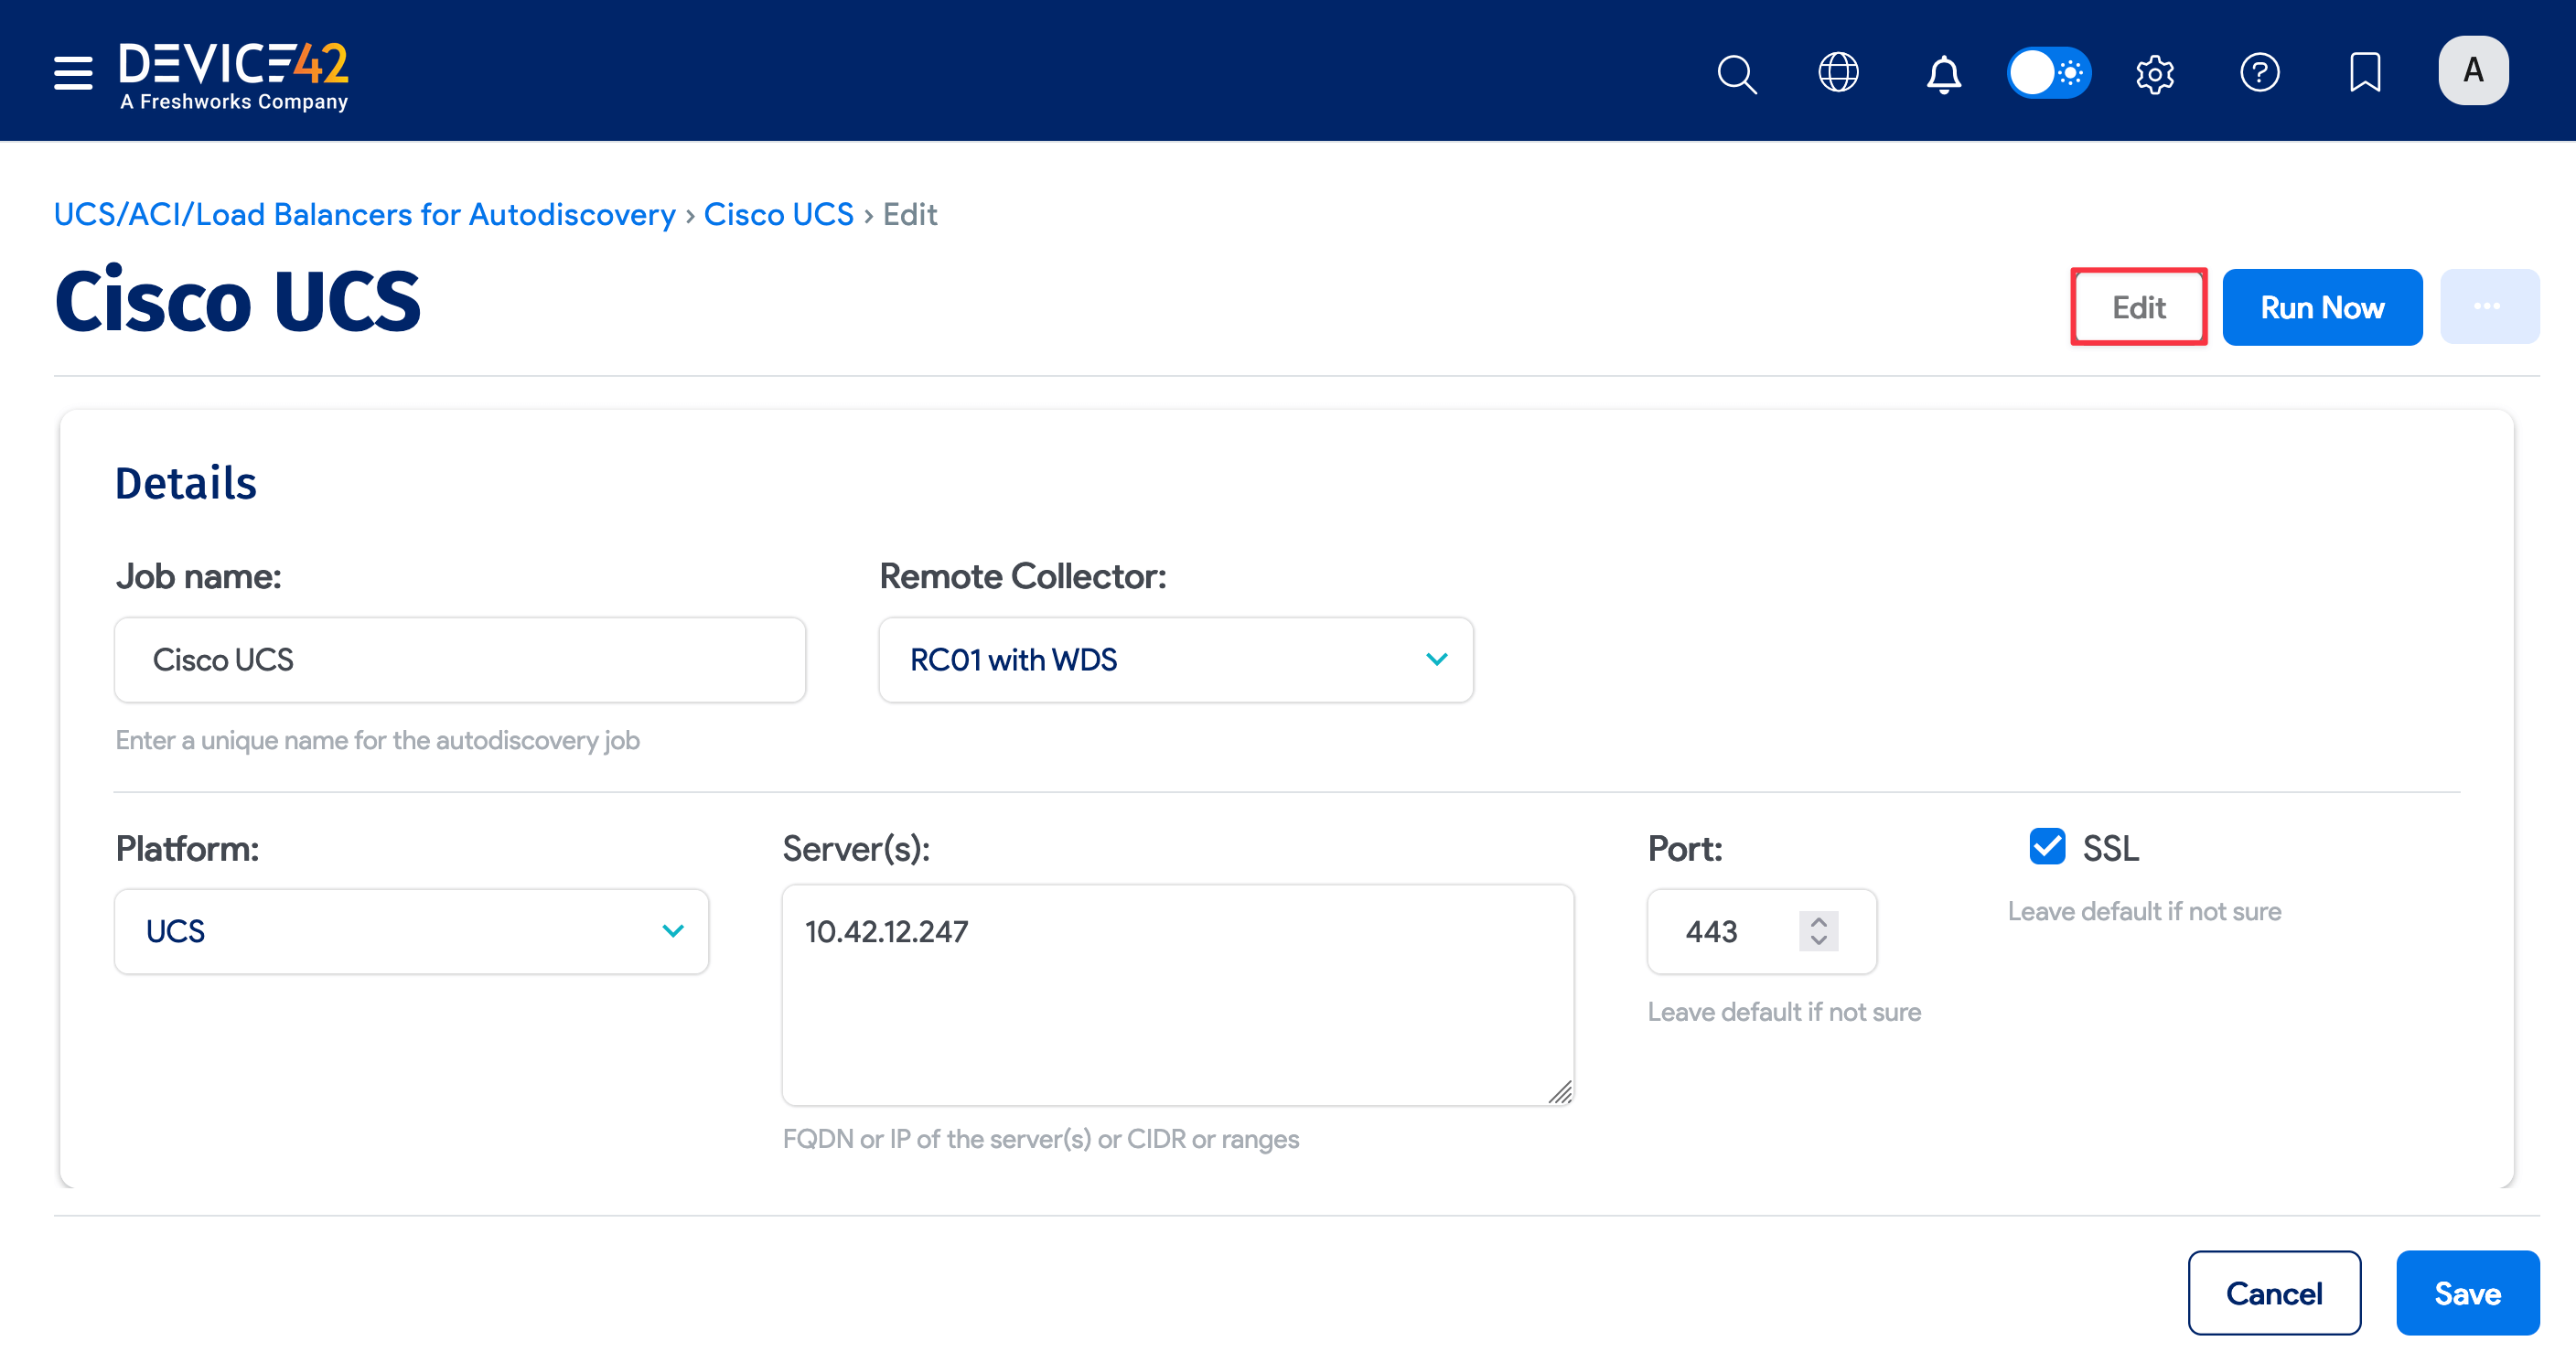 DEVICE42
A Freshworks Company
A
UCS/ACI/Load Balancers for Autodiscovery › Cisco UCS › Edit
Cisco UCS
Edit
Run Now
...
Details
Job name:
Remote Collector:
Cisco UCS
RC01 with WDS
Enter a unique name for the autodiscovery job
Platform:
Server(s):
Port:
SSL
UCS
10.42.12.247
443
Leave default if not sure
Leave default if not sure
FQDN or IP of the server(s) or CIDR or ranges
Cancel
Save